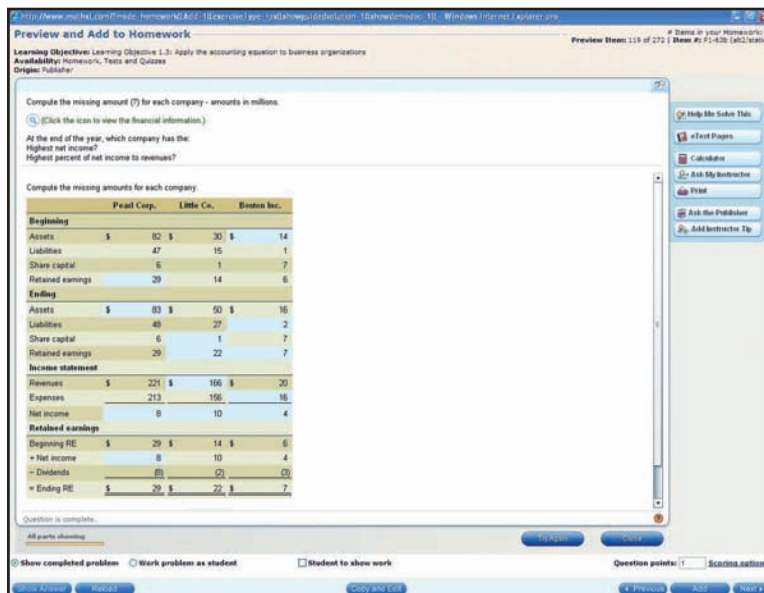 Preview and Add to Homework
Learning Objective: Learning Objective 1.3: Apply the accounting equation to business organizations
Availability: Homework, Tests and Quizzes
Origin: Publisher
# Items in your Homework:
Preview Item: 119 of 272 | Item #: P1-63b
Compute the missing amount (?) for each company - amounts in millions.
(Click the icon to view the financial information.)
At the end of the year, which company has the:
Highest net income?
Highest percent of net income to revenues?
Compute the missing amounts for each company.
Pearl Corp. Little Co. Boston Inc.
Beginning
Assets $ 82 $ 30 $ 14
Liabilities 47 15 1
Share capital 6 1 7
Retained earnings 29 14 6
Ending
Assets $ 83 $ 50 $ 16
Liabilities 48 27 2
Share capital 6 1 7
Retained earnings 29 22 7
Income statement
Revenues $ 221 $ 166 $ 20
Expenses 213 156 16
Net income 8 10 4
Retained earnings
Beginning RE $ 29 $ 14 $ 6
+ Net income 8 10 4
− Dividends (8) (2) (3)
= Ending RE $ 29 $ 22 $ 7
Question is complete.
All parts showing
Try Again
Close
Help Me Solve This
eText Pages
Calculator
Ask My Instructor
Print
Ask the Publisher
Add Instructor Tip
Show completed problem Work problem as student Student to show work Question points: 1 Scoring option
Show Answer Reload Copy and Edit Previous Add Next